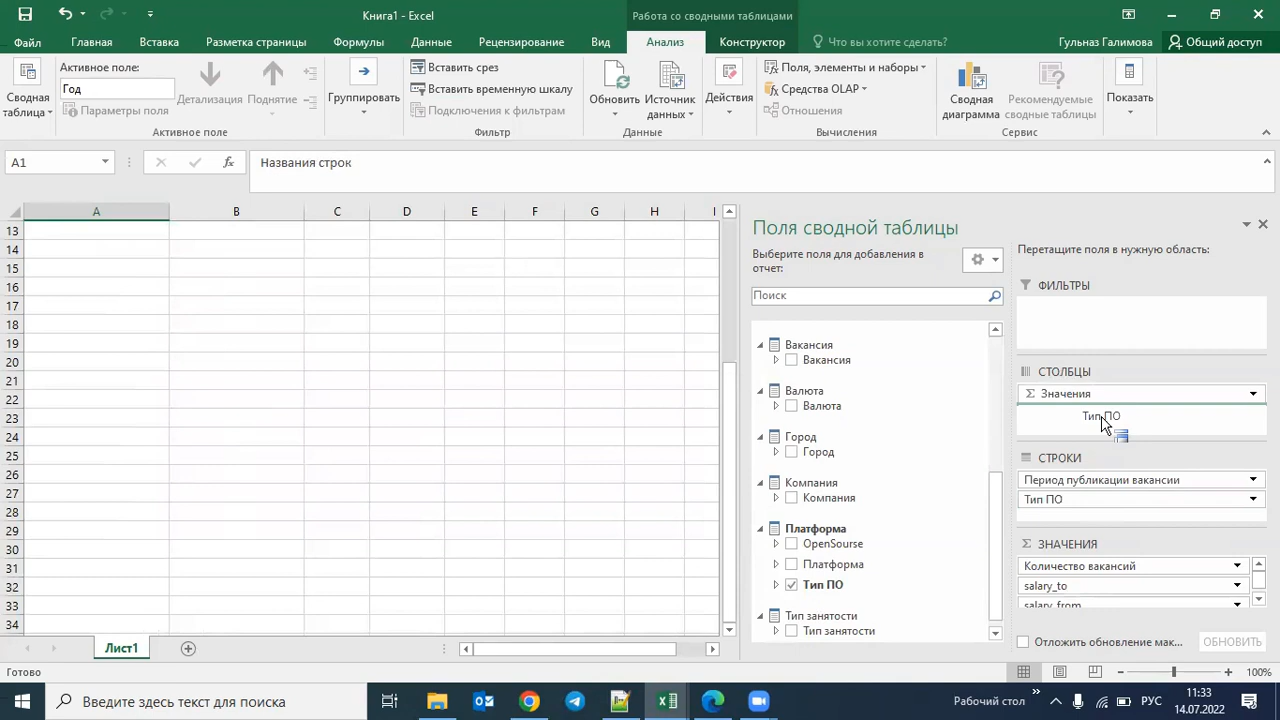 Книга1 - Excel
Работа со сводными таблицами
Файл
Главная
Вставка
Разметка страницы
Формулы
Данные
Рецензирование
Вид
Анализ
Конструктор
Что вы хотите сделать?
Гульназ Галимова
Общий доступ
Сводная
таблица
Активное поле:
Год
Параметры поля
Детализация
Поднятие
Активное поле
Группировать
Вставить срез
Вставить временную шкалу
Подключения к фильтрам
Фильтр
Обновить
Источник
данных
Данные
Действия
Поля, элементы и наборы
Средства OLAP
Отношения
Вычисления
Сводная
диаграмма
Рекомендуемые
сводные таблицы
Сервис
Показать
A1
fx
Названия строк
A B C D E F G H I
13
14
15
16
17
18
19
20
21
22
23
24
25
26
27
28
29
30
31
32
33
34
Поля сводной таблицы
Выберите поля для добавления в
отчет:
Поиск
Вакансия
Вакансия
Валюта
Валюта
Город
Город
Компания
Компания
Платформа
OpenSourse
Платформа
Тип ПО
Тип занятости
Тип занятости
Перетащите поля в нужную область:
ФИЛЬТРЫ
СТОЛБЦЫ
Σ Значения
Тип ПО
СТРОКИ
Период публикации вакансии
Тип ПО
Σ ЗНАЧЕНИЯ
Количество вакансий
salary_to
salary_from
Отложить обновление мак...
ОБНОВИТЬ
Лист1
Готово
100%
Введите здесь текст для поиска
Рабочий стол
РУС
11:33
14.07.2022